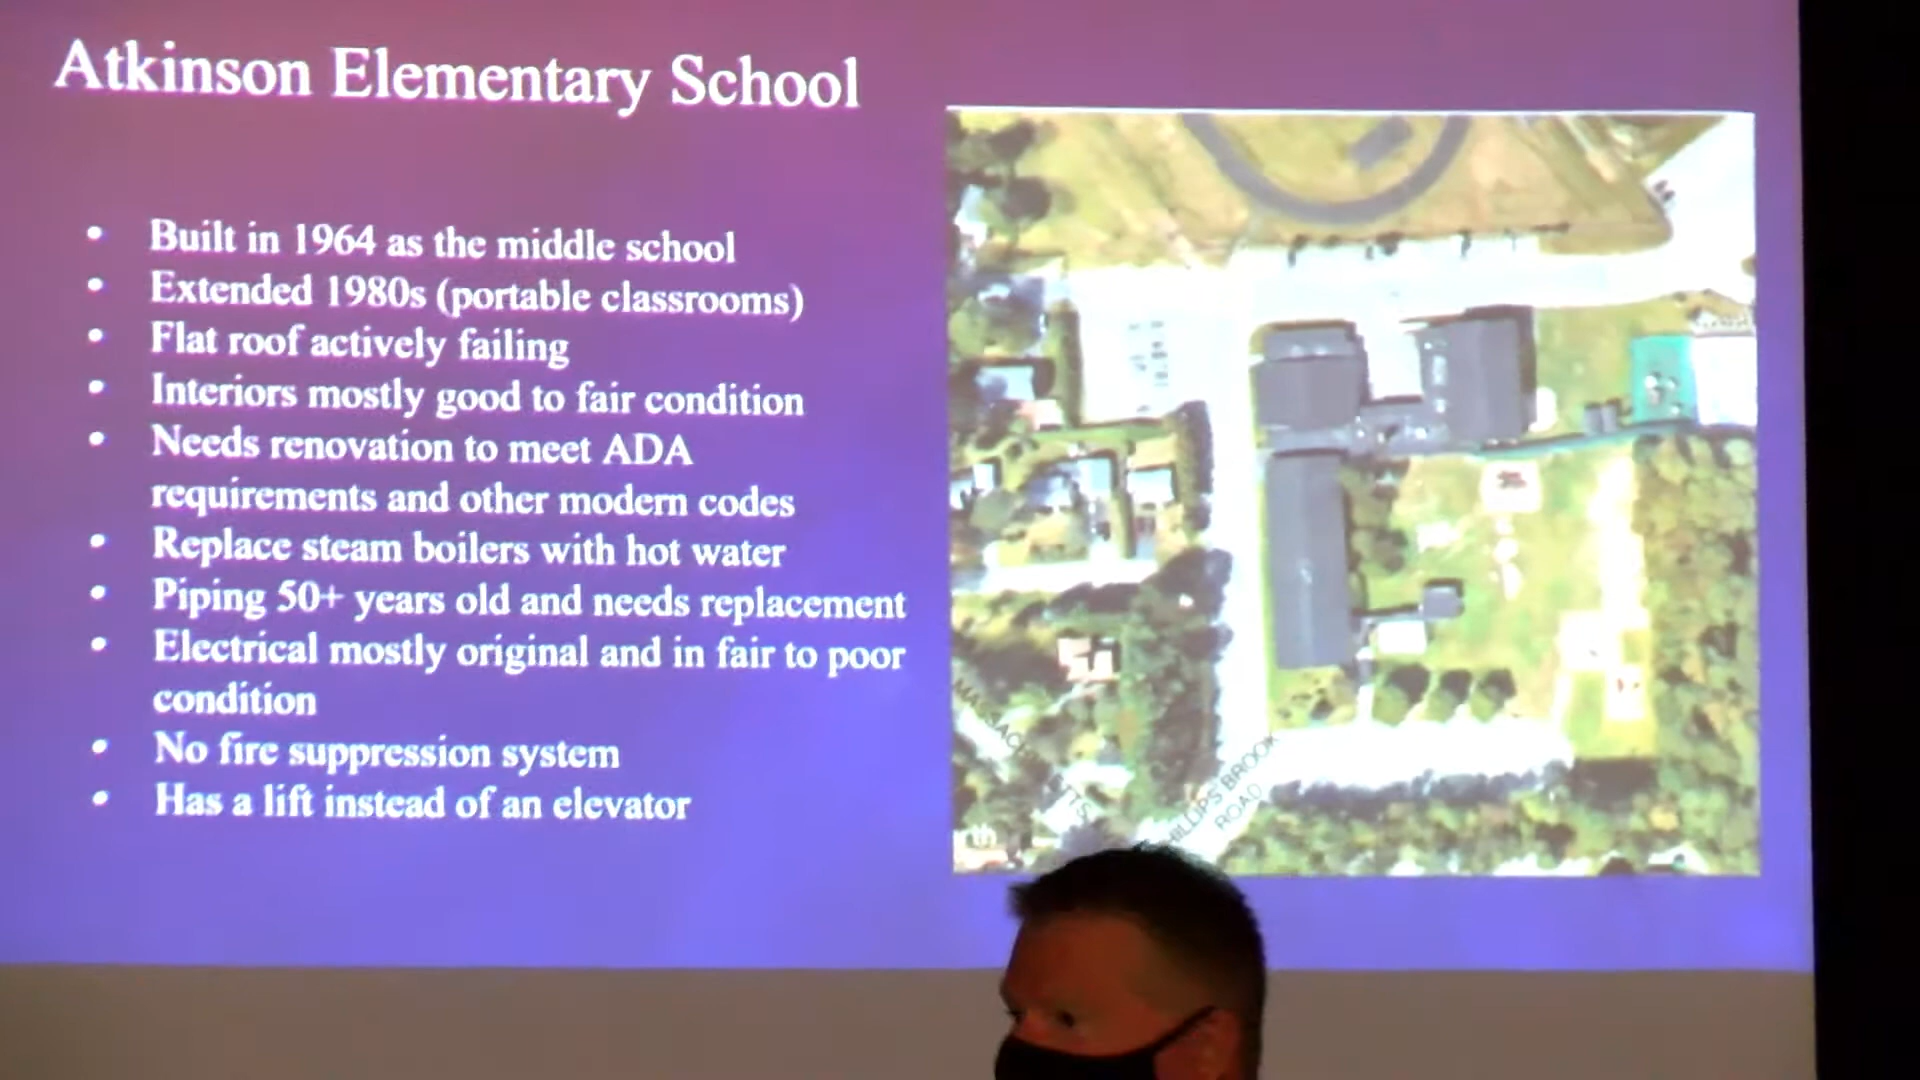 Atkinson Elementary School
• Built in 1964 as the middle school
• Extended 1980s (portable classrooms)
• Flat roof actively failing
• Interiors mostly good to fair condition
• Needs renovation to meet ADA
requirements and other modern codes
• Replace steam boilers with hot water
• Piping 50+ years old and needs replacement
• Electrical mostly original and in fair to poor
condition
• No fire suppression system
• Has a lift instead of an elevator
BROOK
ROAD